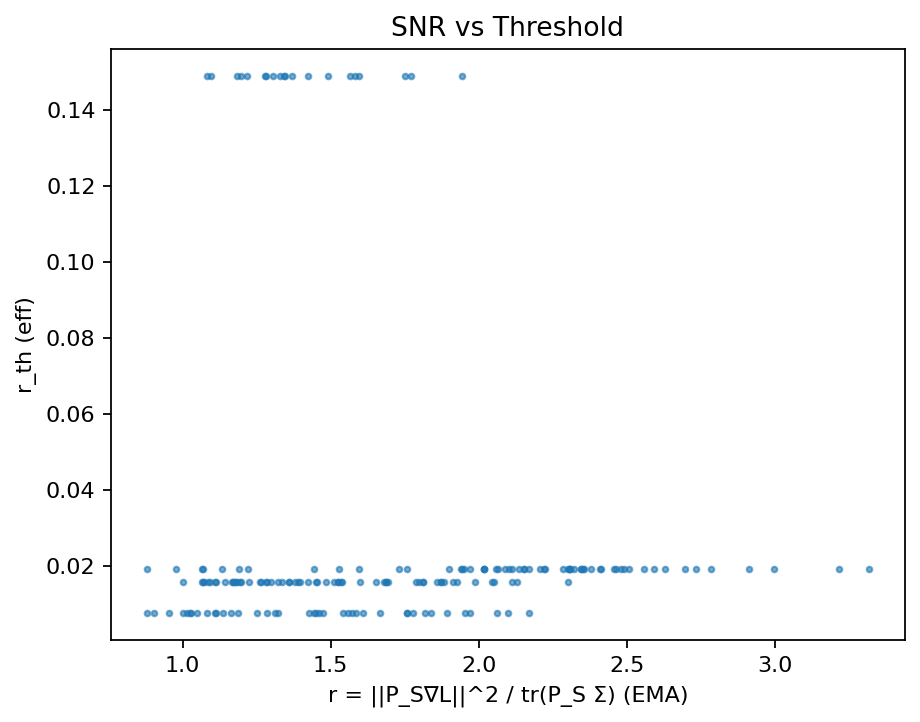 SNR vs Threshold
r_th (eff)
0.14
0.12
0.10
0.08
0.06
0.04
0.02
1.0 1.5 2.0 2.5 3.0
r = ||P_S∇L||^2 / tr(P_S Σ) (EMA)